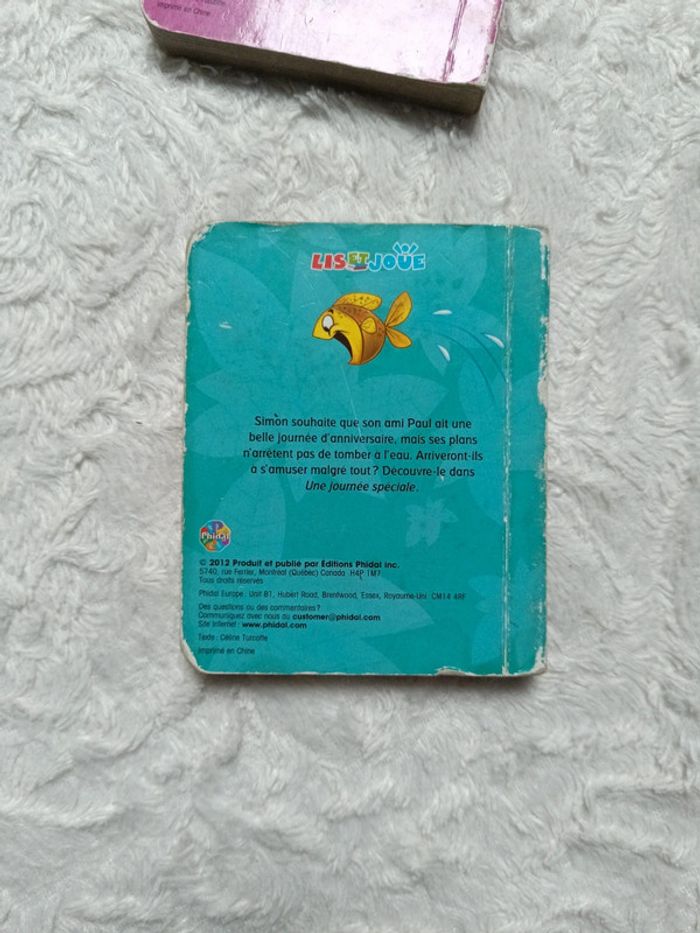 Imprimé en Chine
LIS ET JOUE
Simon souhaite que son ami Paul ait une
belle journée d'anniversaire, mais ses plans
n'arrêtent pas de tomber à l'eau. Arriveront-ils
à s'amuser malgré tout ? Découvre-le dans
Une journée spéciale.
Phidal
© 2012 Produit et publié par Éditions Phidal inc.
5740, rue Ferrier, Montréal (Québec) Canada H4P 1M7
Tous droits réservés
Phidal Europe : Unit B1, Hubert Road, Brentwood, Essex, Royaume-Uni CM14 4RF
Des questions ou des commentaires ?
Communiquez avec nous au customer@phidal.com
Site Internet : www.phidal.com
Texte : Céline Turcotte
Imprimé en Chine